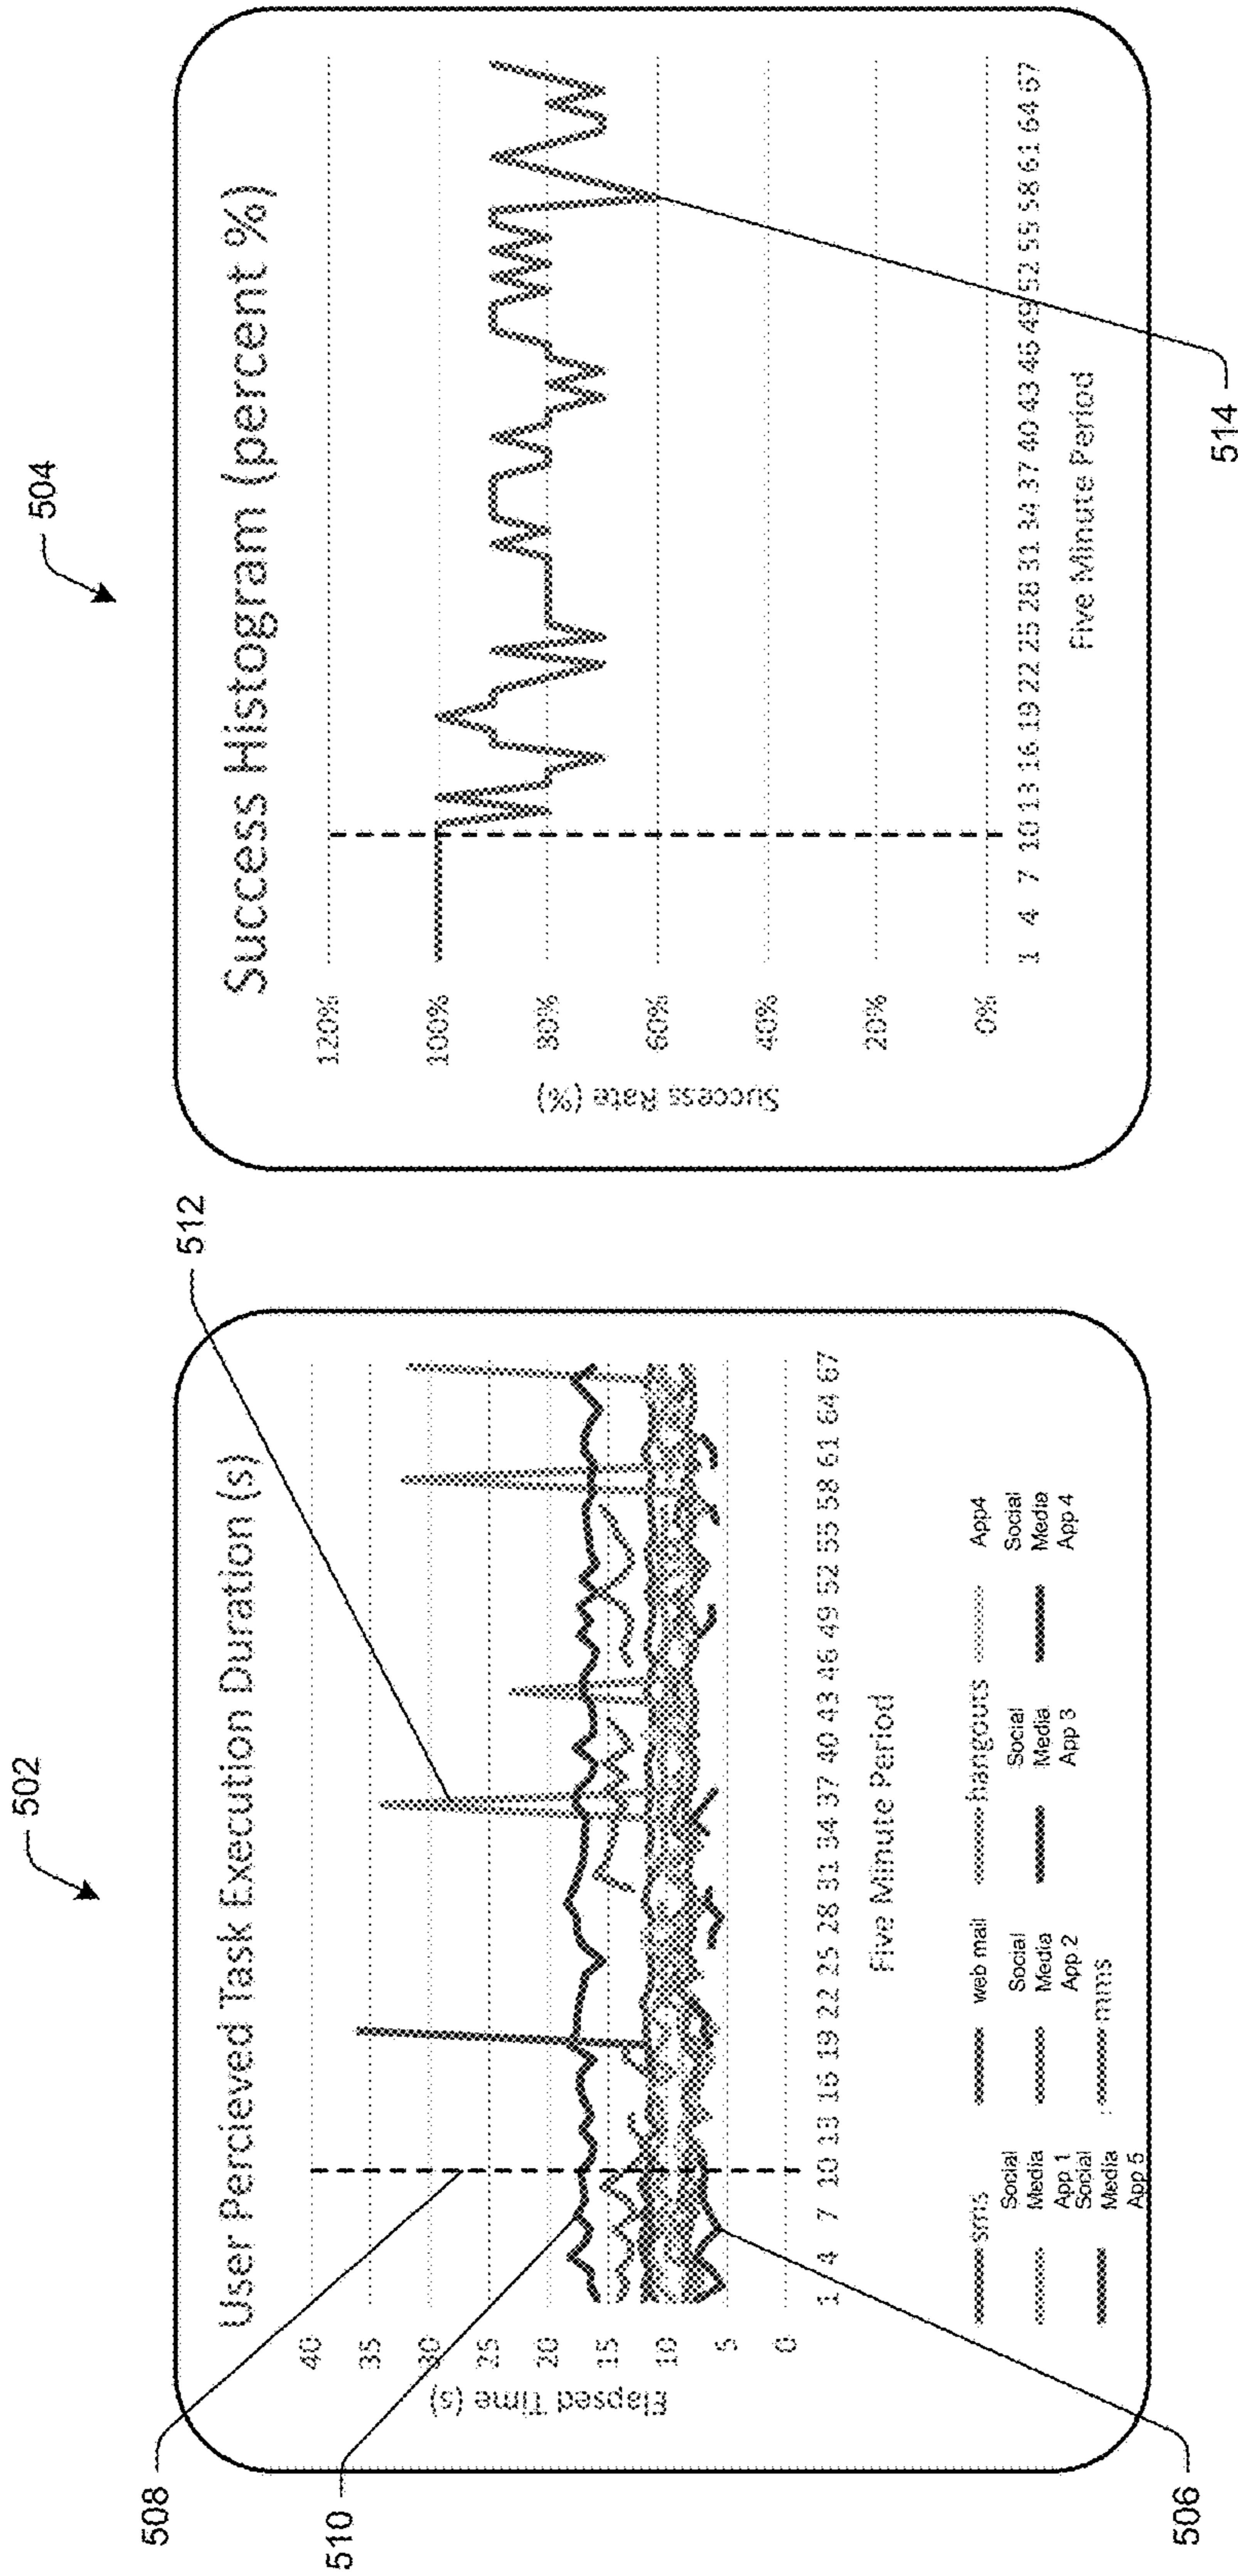 502
508
510
512
506
User Percieved Task Execution Duration (s)
Elapsed Time (s)
40
35
30
25
20
15
10
5
0
1 4 7 10 13 16 19 22 25 28 31 34 37 40 43 46 49 52 55 58 61 64 67
Five Minute Period
sms
web mail
hangouts
App4
Social
Media
App 1
Social
Media
App 2
Social
Media
App 3
Social
Media
App 4
Social
Media
App 5
mms
504
514
Success Histogram (percent %)
Success Rate (%)
120%
100%
80%
60%
40%
20%
0%
1 4 7 10 13 16 19 22 25 28 31 34 37 40 43 46 49 52 55 58 61 64 67
Five Minute Period